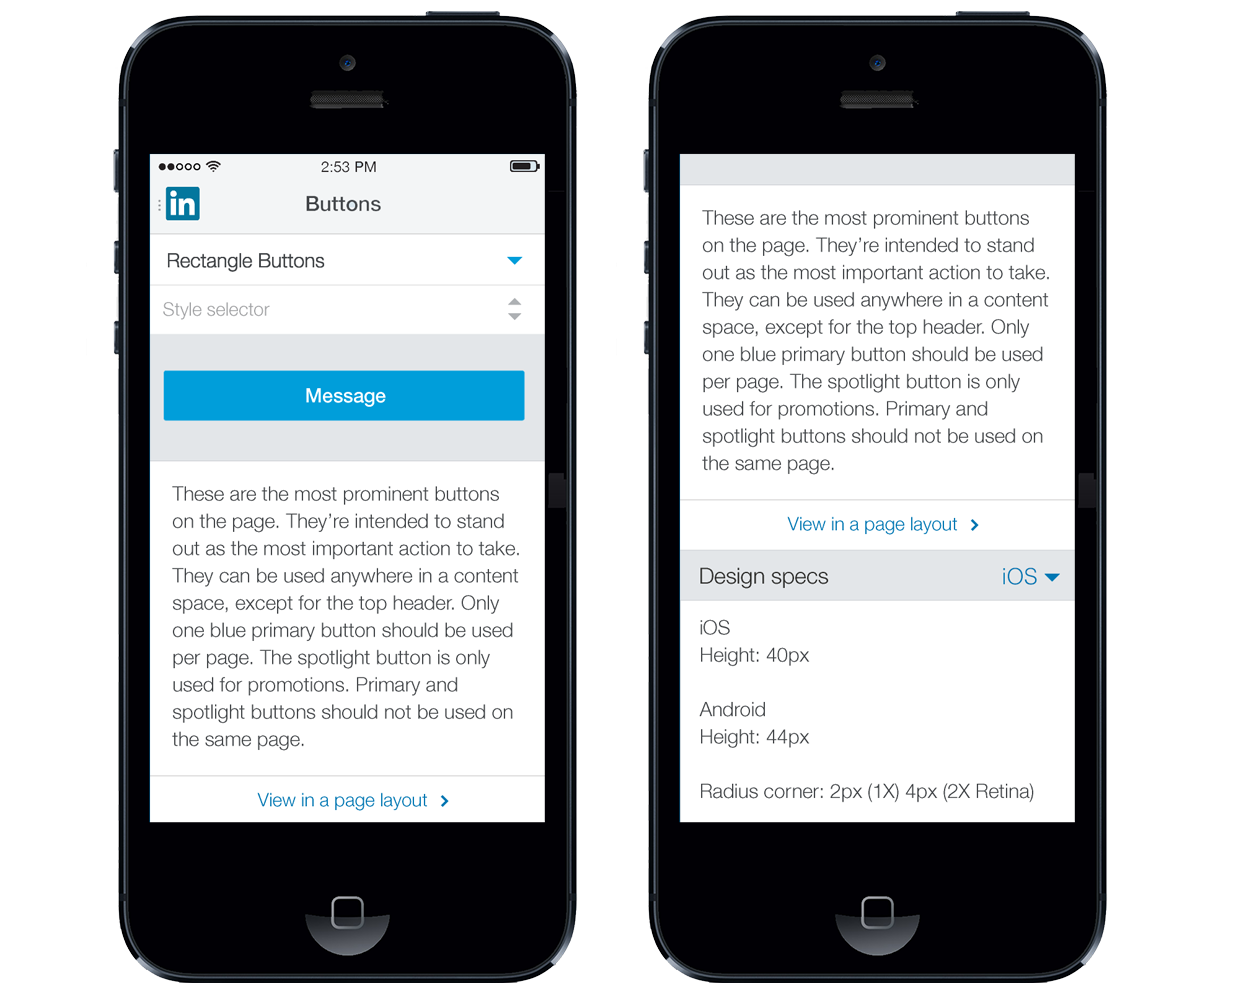 2:53 PM
in
Buttons
Rectangle Buttons
Style selector
Message
These are the most prominent buttons
on the page. They're intended to stand
out as the most important action to take.
They can be used anywhere in a content
space, except for the top header. Only
one blue primary button should be used
per page. The spotlight button is only
used for promotions. Primary and
spotlight buttons should not be used on
the same page.
View in a page layout
These are the most prominent buttons
on the page. They're intended to stand
out as the most important action to take.
They can be used anywhere in a content
space, except for the top header. Only
one blue primary button should be used
per page. The spotlight button is only
used for promotions. Primary and
spotlight buttons should not be used on
the same page.
View in a page layout
Design specs iOS
iOS
Height: 40px
Android
Height: 44px
Radius corner: 2px (1X) 4px (2X Retina)